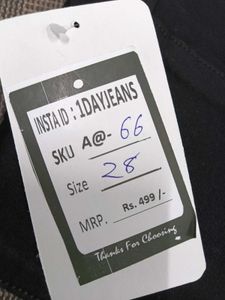 INSTA ID : 1DAYJEANS
SKU A@- 66
Size 28
MRP. Rs. 499 /-
Thanks For Choosing